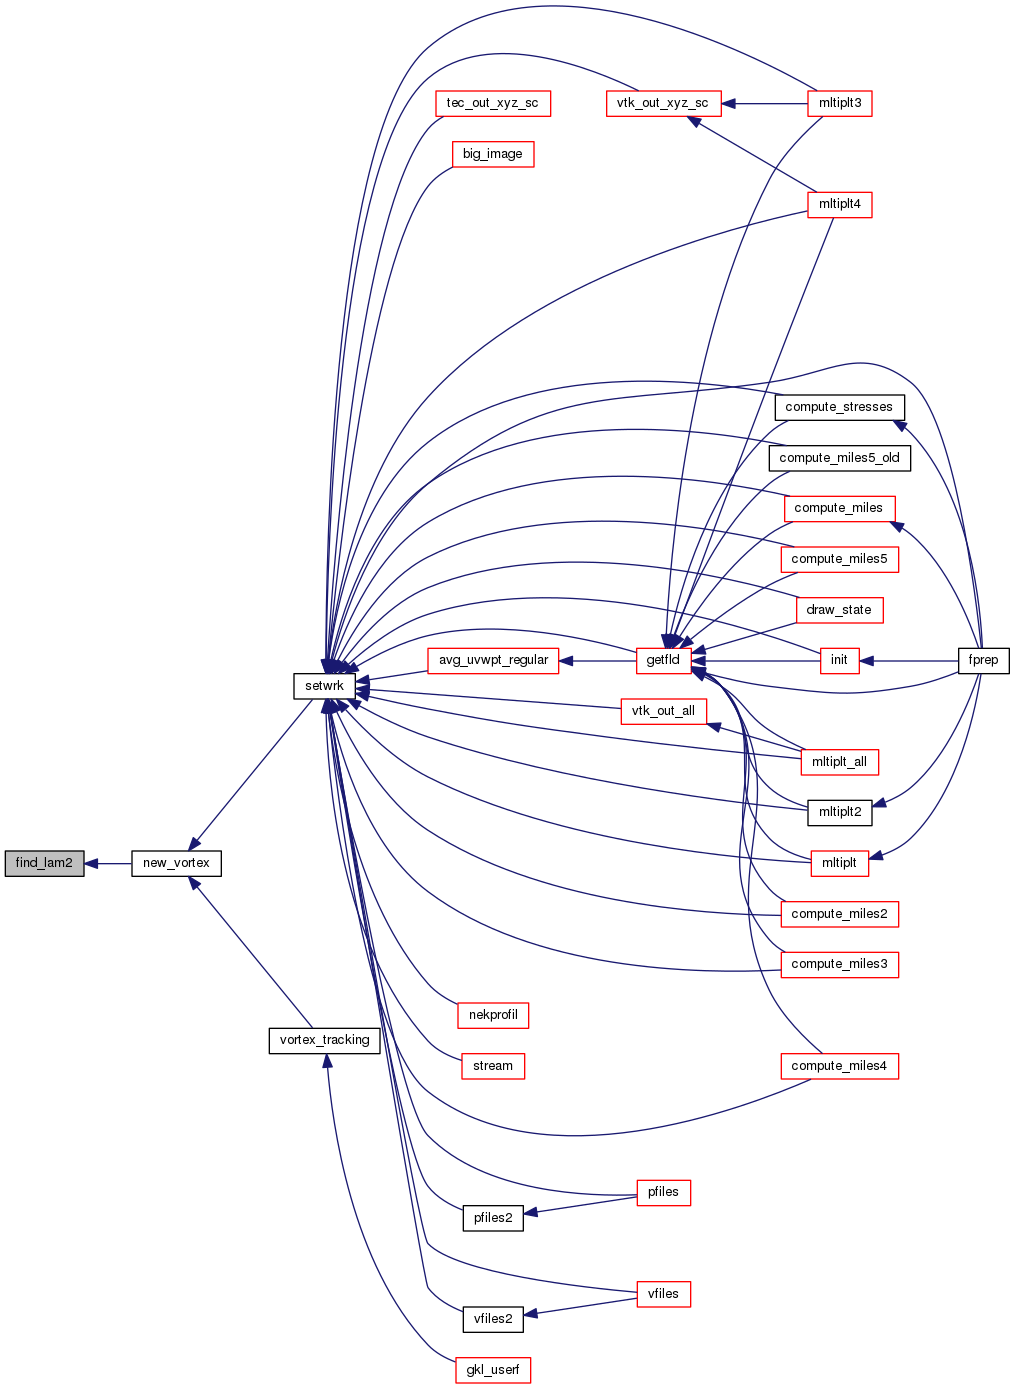 mltiplt3
tec_out_xyz_sc
vtk_out_xyz_sc
big_image
mltiplt4
compute_stresses
compute_miles5_old
compute_miles
compute_miles5
draw_state
avg_uvwpt_regular
getfld
init
fprep
setwrk
vtk_out_all
mltiplt_all
mltiplt2
find_lam2
new_vortex
mltiplt
compute_miles2
compute_miles3
nekprofil
vortex_tracking
stream
compute_miles4
pfiles
pfiles2
vfiles
vfiles2
gkl_userf